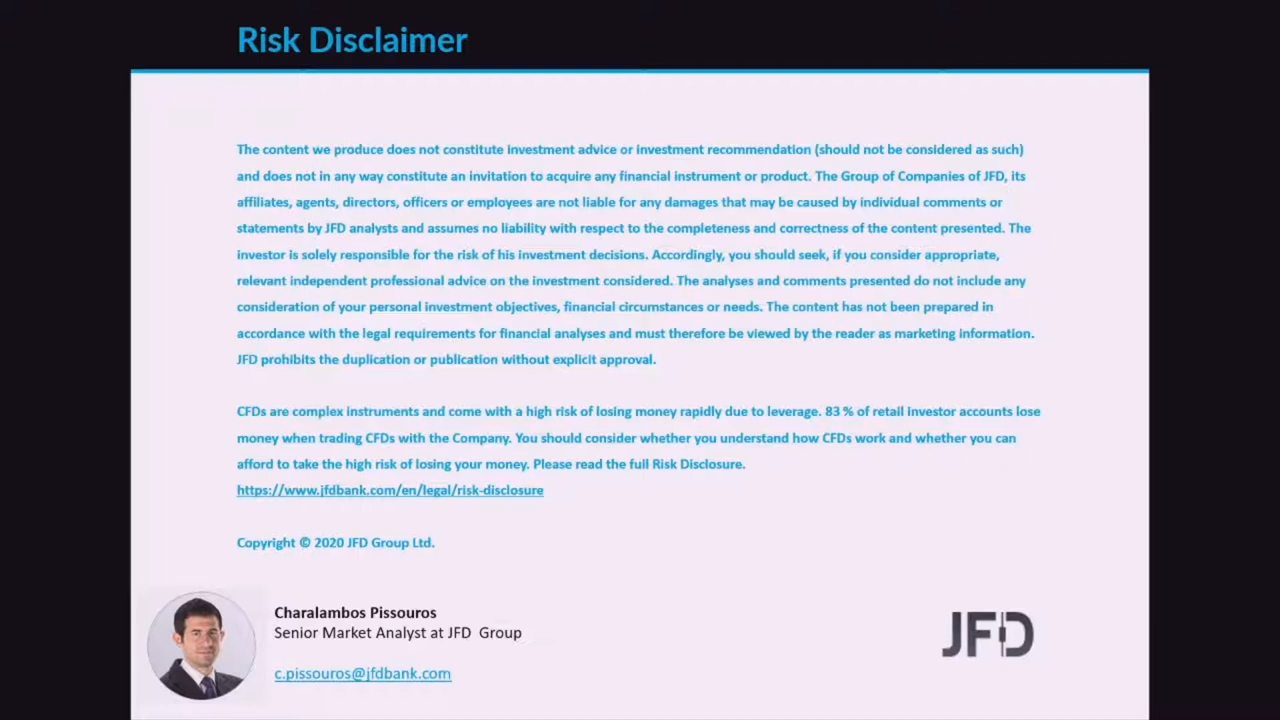 Risk Disclaimer
The content we produce does not constitute investment advice or investment recommendation (should not be considered as such)
and does not in any way constitute an invitation to acquire any financial instrument or product. The Group of Companies of JFD, its
affiliates, agents, directors, officers or employees are not liable for any damages that may be caused by individual comments or
statements by JFD analysts and assumes no liability with respect to the completeness and correctness of the content presented. The
investor is solely responsible for the risk of his investment decisions. Accordingly, you should seek, if you consider appropriate,
relevant independent professional advice on the investment considered. The analyses and comments presented do not include any
consideration of your personal investment objectives, financial circumstances or needs. The content has not been prepared in
accordance with the legal requirements for financial analyses and must therefore be viewed by the reader as marketing information.
JFD prohibits the duplication or publication without explicit approval.
CFDs are complex instruments and come with a high risk of losing money rapidly due to leverage. 83 % of retail investor accounts lose
money when trading CFDs with the Company. You should consider whether you understand how CFDs work and whether you can
afford to take the high risk of losing your money. Please read the full Risk Disclosure.
https://www.jfdbank.com/en/legal/risk-disclosure
Copyright © 2020 JFD Group Ltd.
Charalambos Pissouros
Senior Market Analyst at JFD Group
c.pissouros@jfdbank.com
JFD